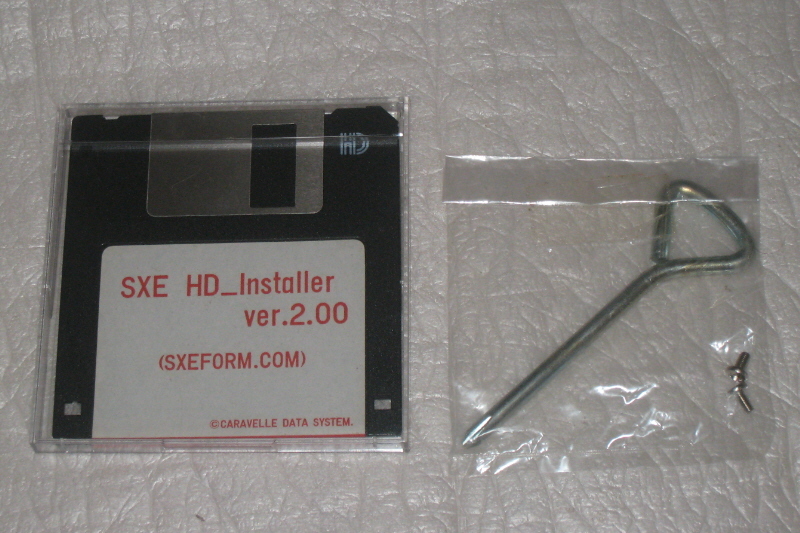 HD
SXE HD_Installer
ver.2.00
(SXEFORM.COM)
©CARAVELLE DATA SYSTEM.